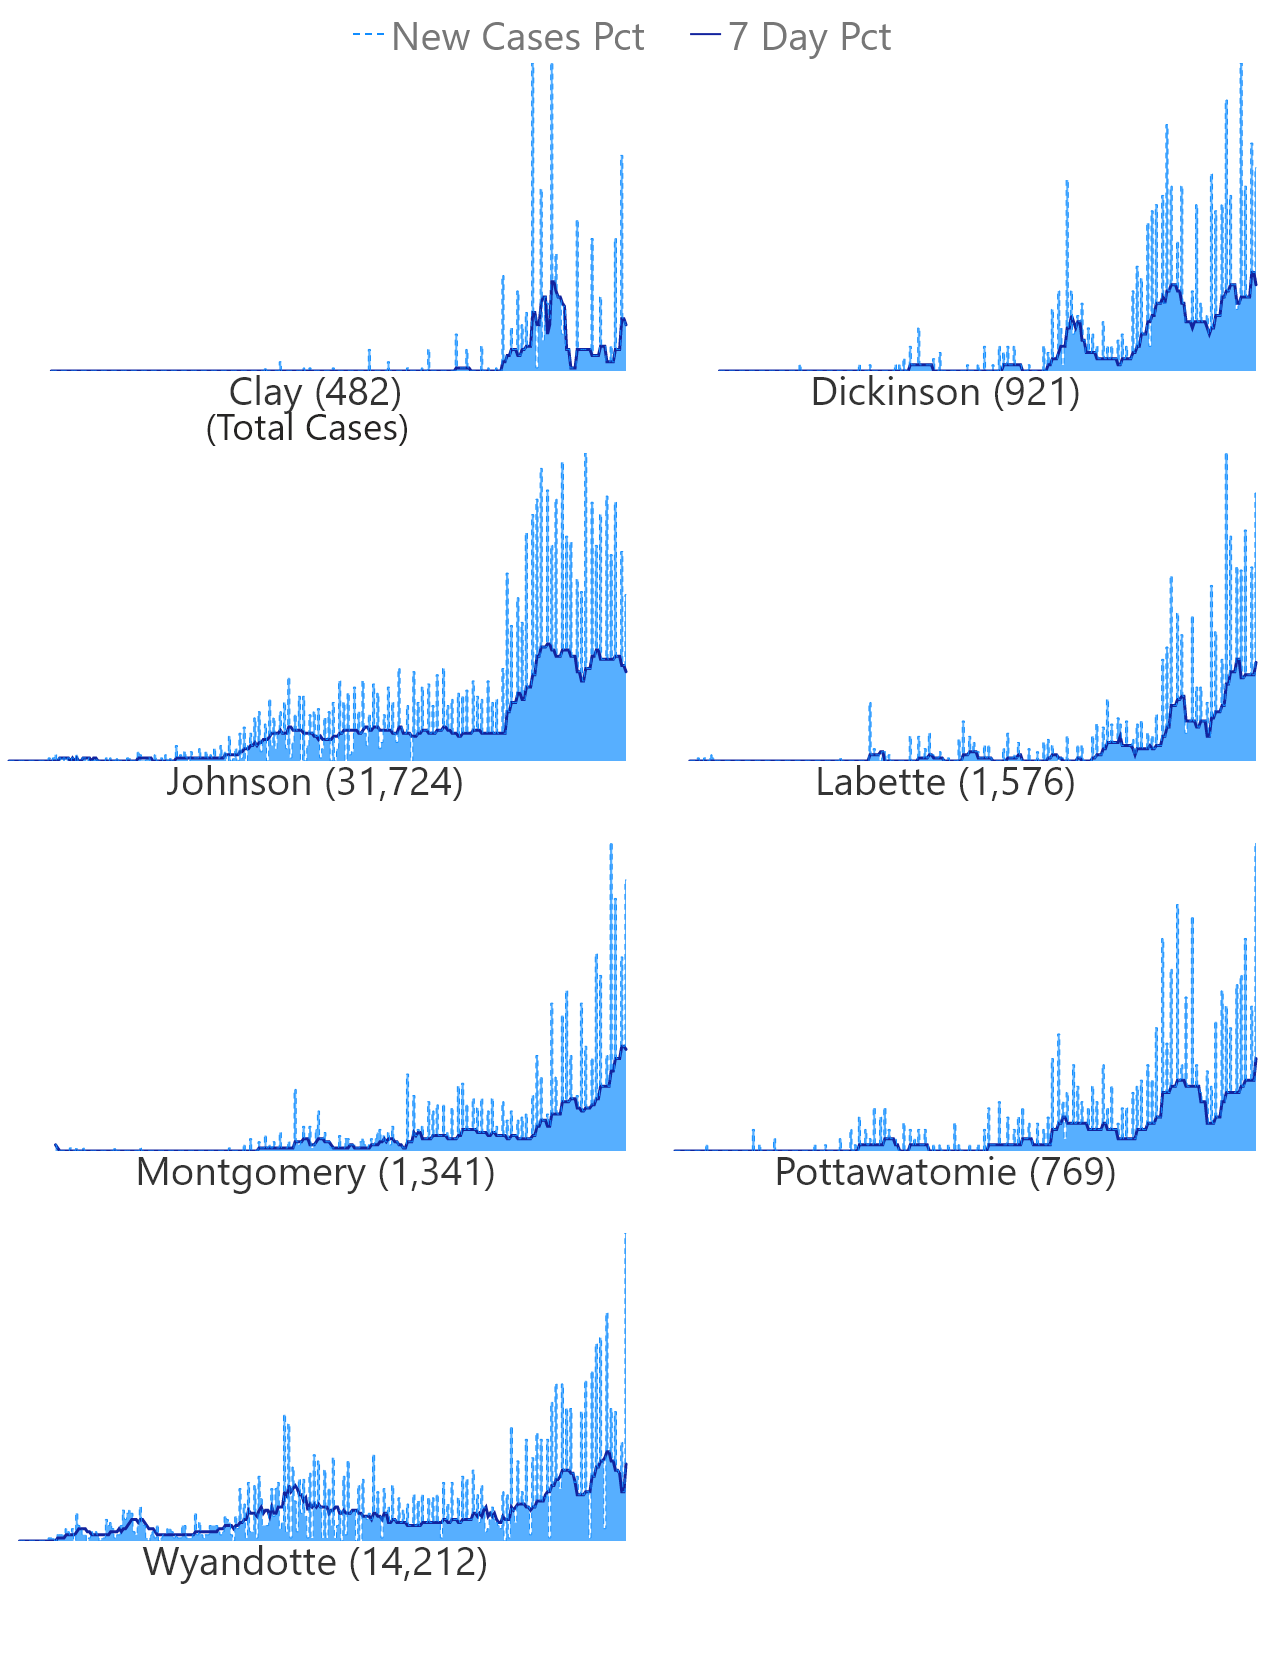 New Cases Pct 7 Day Pct
Clay (482)
(Total Cases)
Dickinson (921)
Johnson (31,724)
Labette (1,576)
Montgomery (1,341)
Pottawatomie (769)
Wyandotte (14,212)